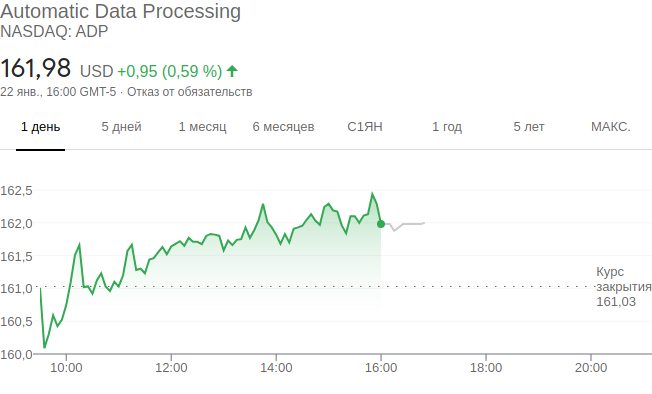 Automatic Data Processing
NASDAQ: ADP
161,98 USD +0,95 (0,59 %)
22 янв., 16:00 GMT-5 · Отказ от обязательств
1 день 5 дней 1 месяц 6 месяцев С1ЯН 1 год 5 лет МАКС.
162,5
162,0
161,5
161,0
160,5
160,0
Курс
закрытия
161,03
10:00 12:00 14:00 16:00 18:00 20:00